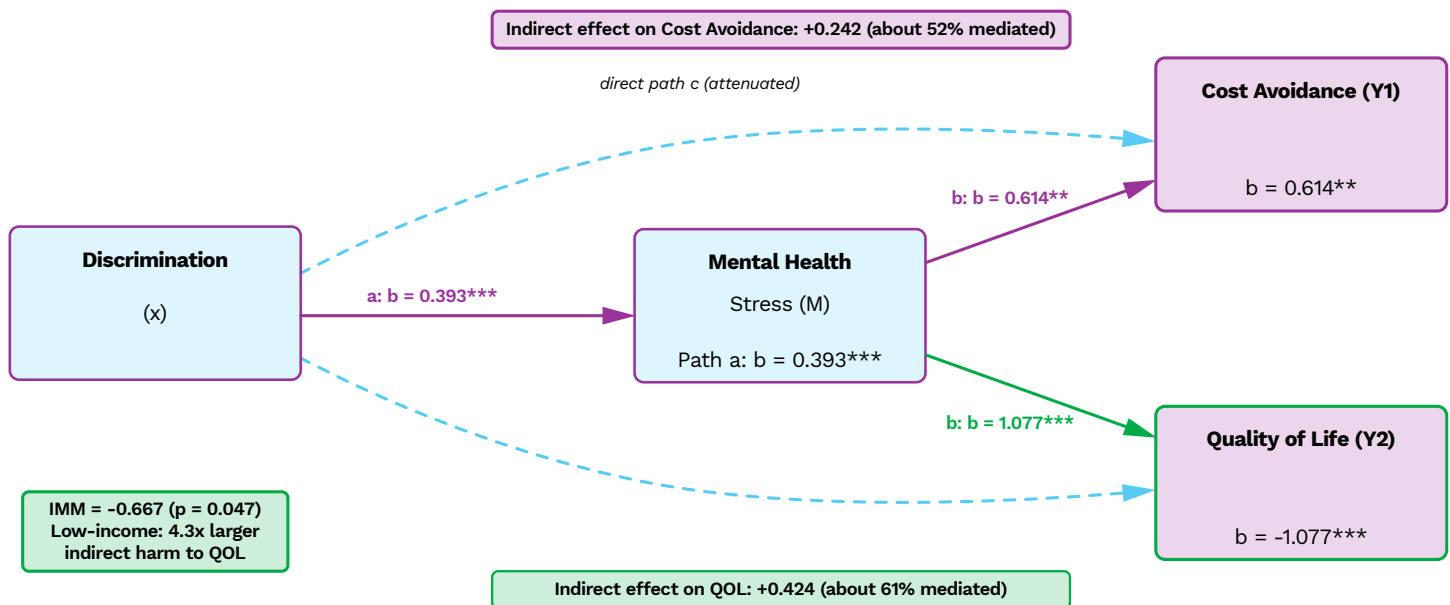 Indirect effect on Cost Avoidance: +0.242 (about 52% mediated)
direct path c (attenuated)
Cost Avoidance (Y1)
b = 0.614**
b: b = 0.614**
Discrimination
(x)
a: b = 0.393***
Mental Health
Stress (M)
Path a: b = 0.393***
b: b = 1.077***
Quality of Life (Y2)
b = -1.077***
IMM = -0.667 (p = 0.047)
Low-income: 4.3x larger
indirect harm to QOL
Indirect effect on QOL: +0.424 (about 61% mediated)